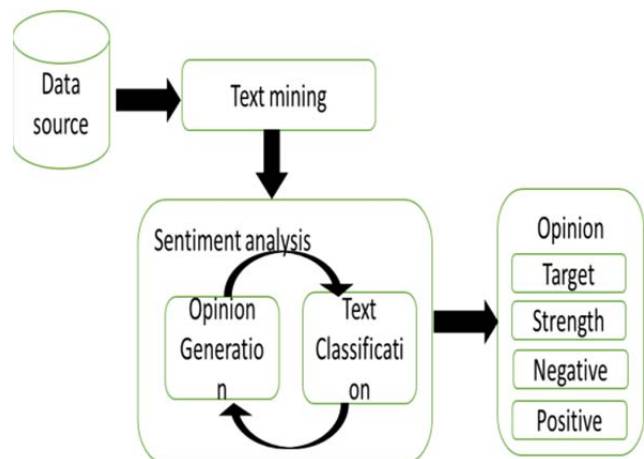 Data
source
Text mining
Sentiment analysis
Opinion
Generatio
n
Text
Classificati
on
Opinion
Target
Strength
Negative
Positive